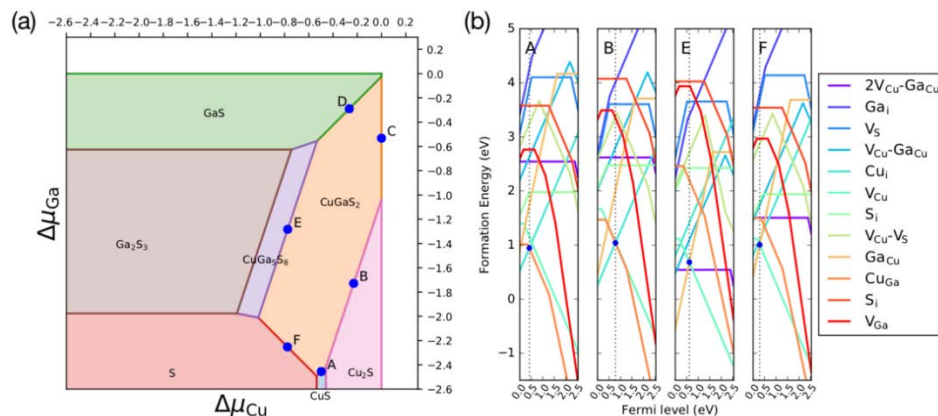 (a)
-2.6 -2.4 -2.2 -2.0 -1.8 -1.6 -1.4 -1.2 -1.0 -0.8 -0.6 -0.4 -0.2 0.0 0.2
0.2
0.0
-0.2
-0.4
-0.6
-0.8
-1.0
-1.2
-1.4
-1.6
-1.8
-2.0
-2.2
-2.4
-2.6
GaS
D
C
CuGaS₂
E
Ga₂S₃
CuGa₅S₈
B
F
A
S
CuS
Cu₂S
Δμ_Ga
Δμ_Cu
(b)
Formation Energy (eV)
5
4
3
2
1
0
−1
A
B
E
F
0.0 0.5 1.0 1.5 2.0 2.5
0.0 0.5 1.0 1.5 2.0 2.5
0.0 0.5 1.0 1.5 2.0 2.5
0.0 0.5 1.0 1.5 2.0 2.5
Fermi level (eV)
2V_Cu-Ga_Cu
Ga_i
V_S
V_Cu-Ga_Cu
Cu_i
V_Cu
S_i
V_Cu-V_S
Ga_Cu
Cu_Ga
S_i
V_Ga